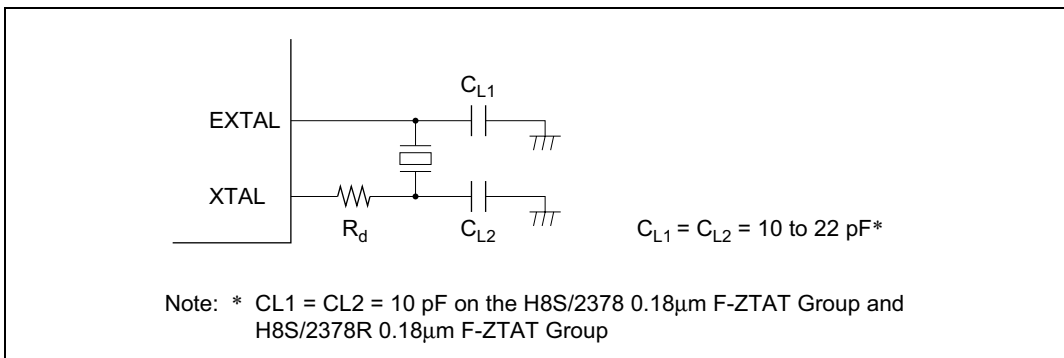 C_L1
EXTAL
XTAL
R_d
C_L2
C_L1 = C_L2 = 10 to 22 pF*
Note: * CL1 = CL2 = 10 pF on the H8S/2378 0.18μm F-ZTAT Group and
H8S/2378R 0.18μm F-ZTAT Group